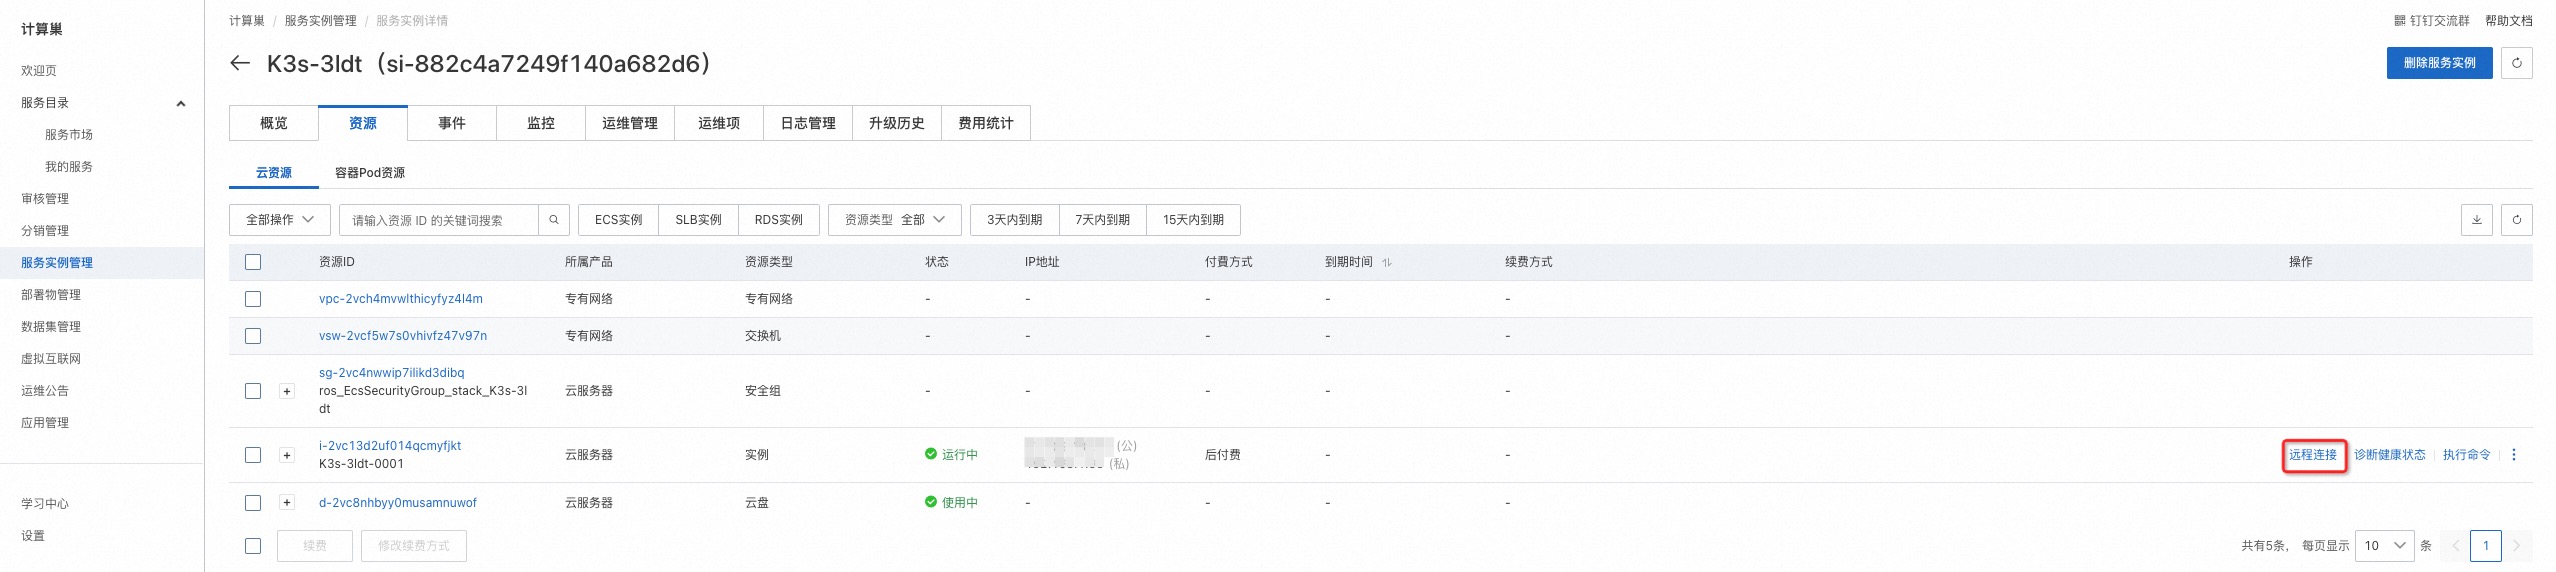 计算巢
欢迎页
服务目录
服务市场
我的服务
审核管理
分销管理
服务实例管理
部署物管理
数据集管理
虚拟互联网
运维公告
应用管理
学习中心
设置
计算巢 / 服务实例管理 / 服务实例详情
钉钉交流群 帮助文档
K3s-3ldt（si-882c4a7249f140a682d6）
删除服务实例
概览 资源 事件 监控 运维管理 运维项 日志管理 升级历史 费用统计
云资源 容器Pod资源
全部操作 请输入资源 ID 的关键词搜索 ECS实例 SLB实例 RDS实例 资源类型 全部 3天内到期 7天内到期 15天内到期
资源ID 所属产品 资源类型 状态 IP地址 付费方式 到期时间 续费方式 操作
vpc-2vch4mvwlthicyfyz4l4m 专有网络 专有网络 - - - - -
vsw-2vcf5w7s0vhivfz47v97n 专有网络 交换机 - - - - -
sg-2vc4nwwip7ilikd3dibq
ros_EcsSecurityGroup_stack_K3s-3l
dt
云服务器 安全组 - - - - -
i-2vc13d2uf014qcmyfjkt
K3s-3ldt-0001
云服务器 实例 运行中
(公)
(私)
后付费 - - 远程连接 诊断健康状态 执行命令
d-2vc8nhbyy0musamnuwof 云服务器 云盘 使用中 - - - -
续费 修改续费方式
共有5条， 每页显示 10 条 1